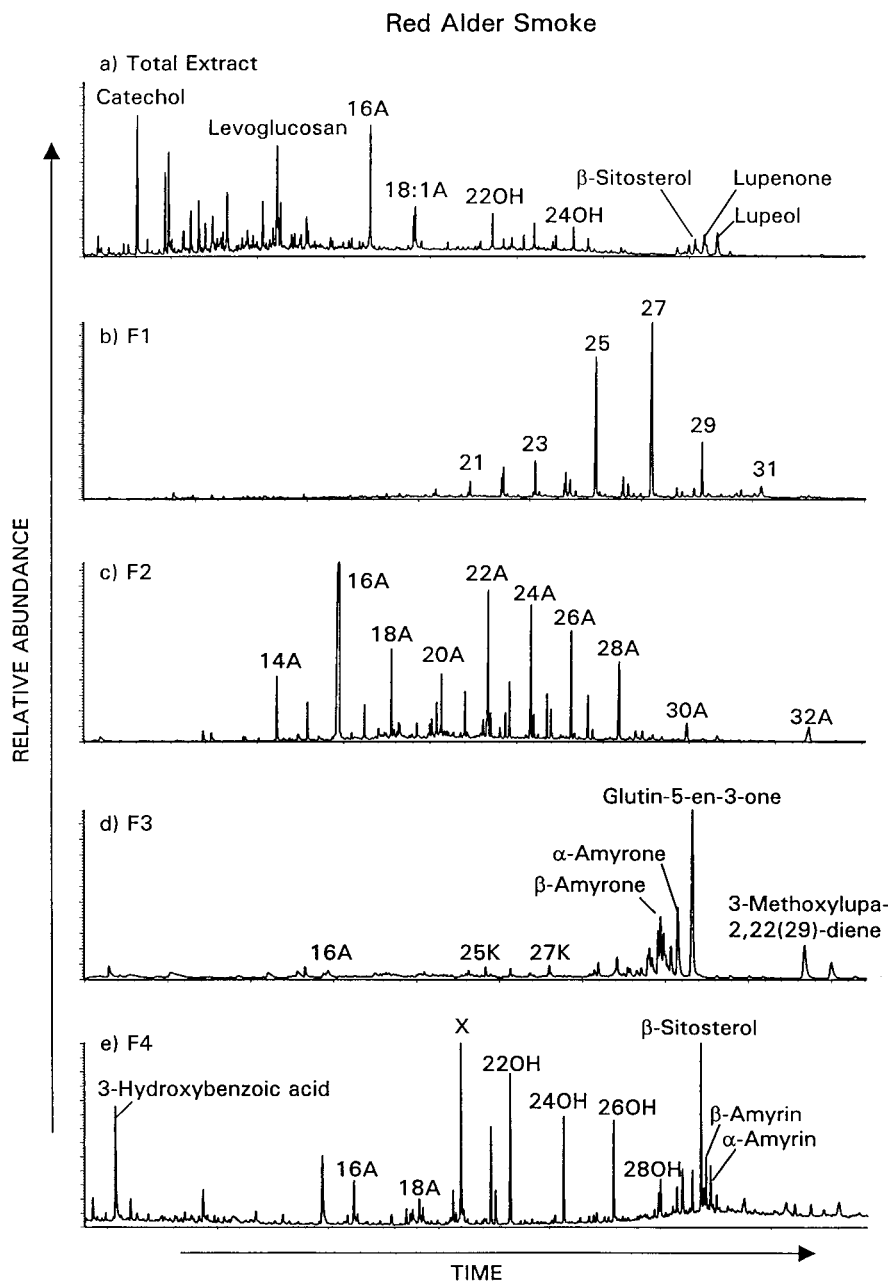 Red Alder Smoke
a) Total Extract
Catechol
Levoglucosan
16A
18:1A
22OH
24OH
β-Sitosterol
Lupenone
Lupeol
b) F1
21
23
25
27
29
31
c) F2
14A
16A
18A
20A
22A
24A
26A
28A
30A
32A
d) F3
16A
25K
27K
β-Amyrone
α-Amyrone
Glutin-5-en-3-one
3-Methoxylupa-
2,22(29)-diene
e) F4
3-Hydroxybenzoic acid
16A
18A
X
22OH
24OH
26OH
28OH
β-Sitosterol
β-Amyrin
α-Amyrin
RELATIVE ABUNDANCE
TIME